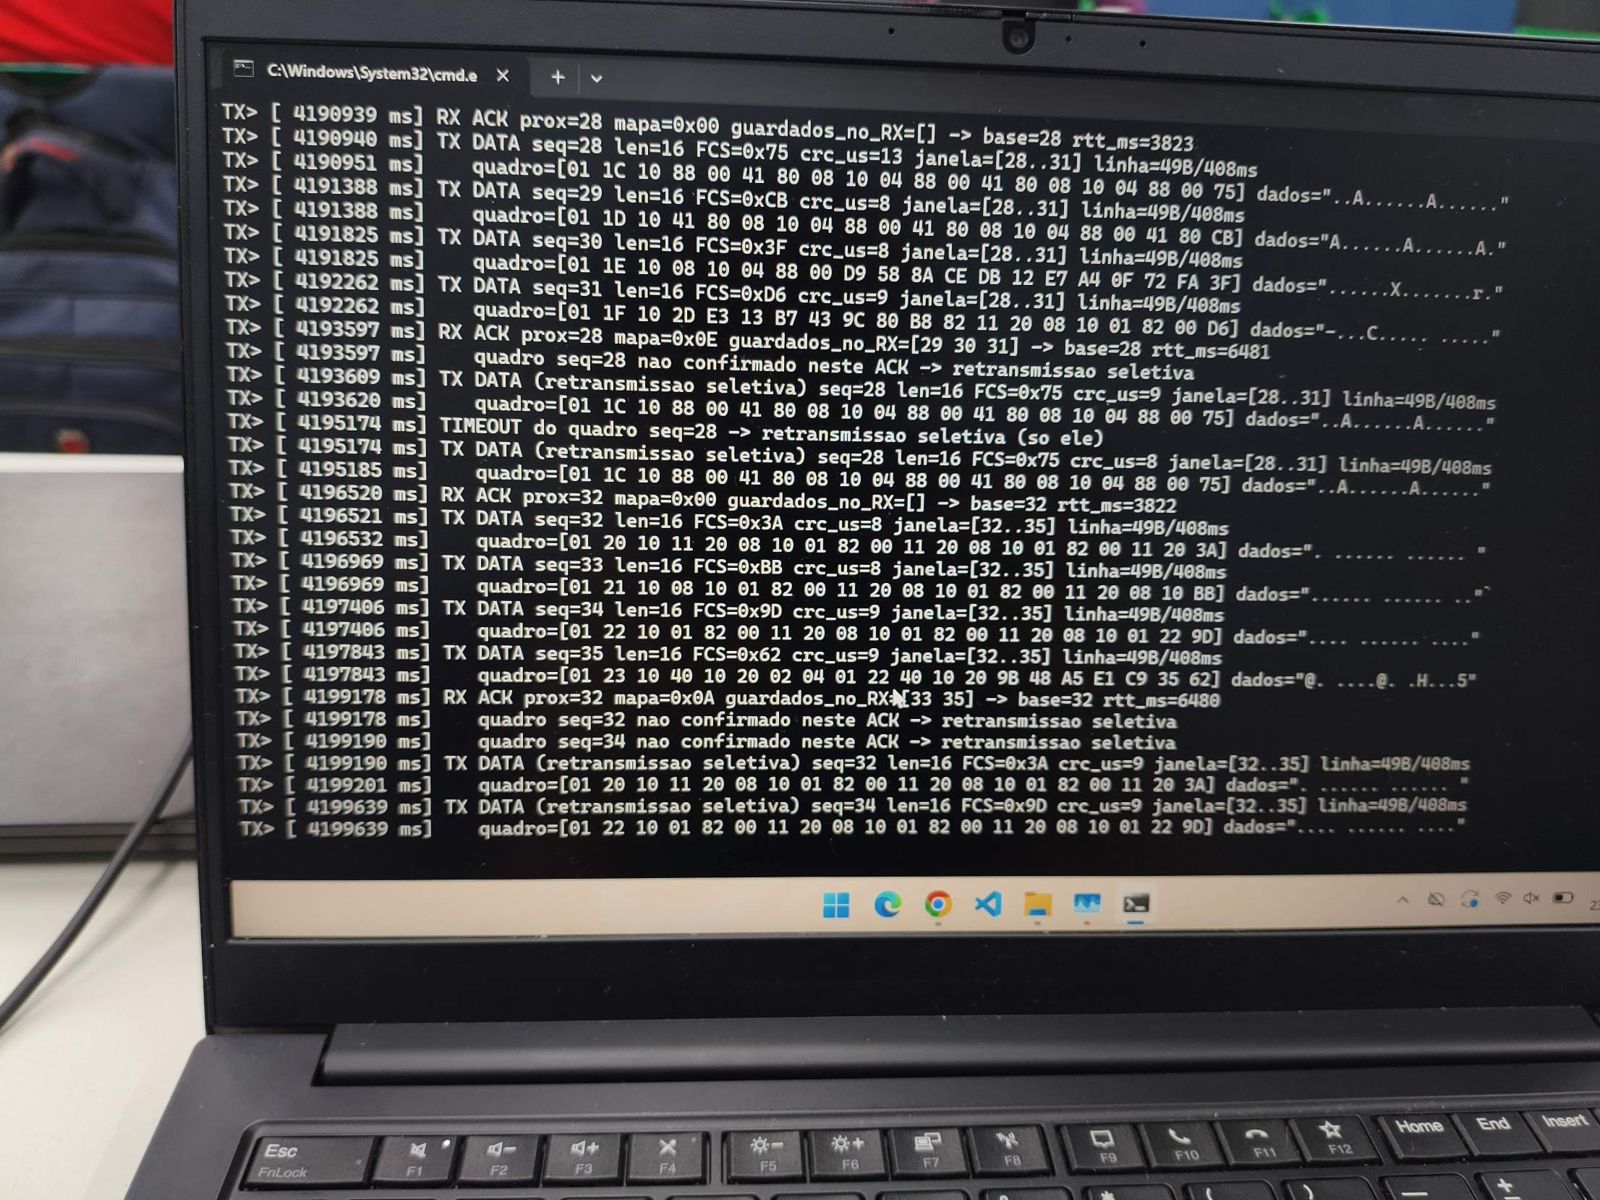 C:\Windows\System32\cmd.e
TX> [ 4190939 ms] RX ACK prox=28 mapa=0x00 guardados_no_RX=[] -> base=28 rtt_ms=3823
TX> [ 4190940 ms] TX DATA seq=28 len=16 FCS=0x75 crc_us=13 janela=[28..31] linha=49B/408ms
TX> [ 4190951 ms] quadro=[01 1C 10 88 00 41 80 08 10 04 88 00 41 80 08 10 04 88 00 75] dados="..A......A......"
TX> [ 4191388 ms] TX DATA seq=29 len=16 FCS=0xCB crc_us=8 janela=[28..31] linha=49B/408ms
TX> [ 4191388 ms] quadro=[01 1D 10 41 80 08 10 04 88 00 41 80 08 10 04 88 00 41 80 CB] dados="A......A......A."
TX> [ 4191825 ms] TX DATA seq=30 len=16 FCS=0x3F crc_us=8 janela=[28..31] linha=49B/408ms
TX> [ 4191825 ms] quadro=[01 1E 10 08 10 04 88 00 D9 58 8A CE DB 12 E7 A4 0F 72 FA 3F] dados="......X.......r."
TX> [ 4192262 ms] TX DATA seq=31 len=16 FCS=0xD6 crc_us=9 janela=[28..31] linha=49B/408ms
TX> [ 4192262 ms] quadro=[01 1F 10 2D E3 13 B7 43 9C 80 B8 82 11 20 08 10 01 82 00 D6] dados="-...C..... ....."
TX> [ 4193597 ms] RX ACK prox=28 mapa=0x0E guardados_no_RX=[29 30 31] -> base=28 rtt_ms=6481
TX> [ 4193597 ms] quadro seq=28 nao confirmado neste ACK -> retransmissao seletiva
TX> [ 4193609 ms] TX DATA (retransmissao seletiva) seq=28 len=16 FCS=0x75 crc_us=9 janela=[28..31] linha=49B/408ms
TX> [ 4193620 ms] quadro=[01 1C 10 88 00 41 80 08 10 04 88 00 41 80 08 10 04 88 00 75] dados="..A......A......"
TX> [ 4195174 ms] TIMEOUT do quadro seq=28 -> retransmissao seletiva (so ele)
TX> [ 4195174 ms] TX DATA (retransmissao seletiva) seq=28 len=16 FCS=0x75 crc_us=8 janela=[28..31] linha=49B/408ms
TX> [ 4195185 ms] quadro=[01 1C 10 88 00 41 80 08 10 04 88 00 41 80 08 10 04 88 00 75] dados="..A......A......"
TX> [ 4196520 ms] RX ACK prox=32 mapa=0x00 guardados_no_RX=[] -> base=32 rtt_ms=3822
TX> [ 4196521 ms] TX DATA seq=32 len=16 FCS=0x3A crc_us=8 janela=[32..35] linha=49B/408ms
TX> [ 4196532 ms] quadro=[01 20 10 11 20 08 10 01 82 00 11 20 08 10 01 82 00 11 20 3A] dados=". ...... ...... "
TX> [ 4196969 ms] TX DATA seq=33 len=16 FCS=0xBB crc_us=8 janela=[32..35] linha=49B/408ms
TX> [ 4196969 ms] quadro=[01 21 10 08 10 01 82 00 11 20 08 10 01 82 00 11 20 08 10 BB] dados="...... ...... .."
TX> [ 4197406 ms] TX DATA seq=34 len=16 FCS=0x9D crc_us=9 janela=[32..35] linha=49B/408ms
TX> [ 4197406 ms] quadro=[01 22 10 01 82 00 11 20 08 10 01 82 00 11 20 08 10 01 22 9D] dados=".... ...... ...."
TX> [ 4197843 ms] TX DATA seq=35 len=16 FCS=0x62 crc_us=9 janela=[32..35] linha=49B/408ms
TX> [ 4197843 ms] quadro=[01 23 10 40 10 20 02 04 01 22 40 10 20 9B 48 A5 E1 C9 35 62] dados="@. ....@. .H...5"
TX> [ 4199178 ms] RX ACK prox=32 mapa=0x0A guardados_no_RX=[33 35] -> base=32 rtt_ms=6480
TX> [ 4199178 ms] quadro seq=32 nao confirmado neste ACK -> retransmissao seletiva
TX> [ 4199190 ms] quadro seq=34 nao confirmado neste ACK -> retransmissao seletiva
TX> [ 4199190 ms] TX DATA (retransmissao seletiva) seq=32 len=16 FCS=0x3A crc_us=9 janela=[32..35] linha=49B/408ms
TX> [ 4199201 ms] quadro=[01 20 10 11 20 08 10 01 82 00 11 20 08 10 01 82 00 11 20 3A] dados=". ...... ...... "
TX> [ 4199639 ms] TX DATA (retransmissao seletiva) seq=34 len=16 FCS=0x9D crc_us=9 janela=[32..35] linha=49B/408ms
TX> [ 4199639 ms] quadro=[01 22 10 01 82 00 11 20 08 10 01 82 00 11 20 08 10 01 22 9D] dados=".... ...... ...."
Esc F1 F2 F3 F4 F5 F6 F7 F8 F9 F10 F11 F12 Home End Insert
FnLock